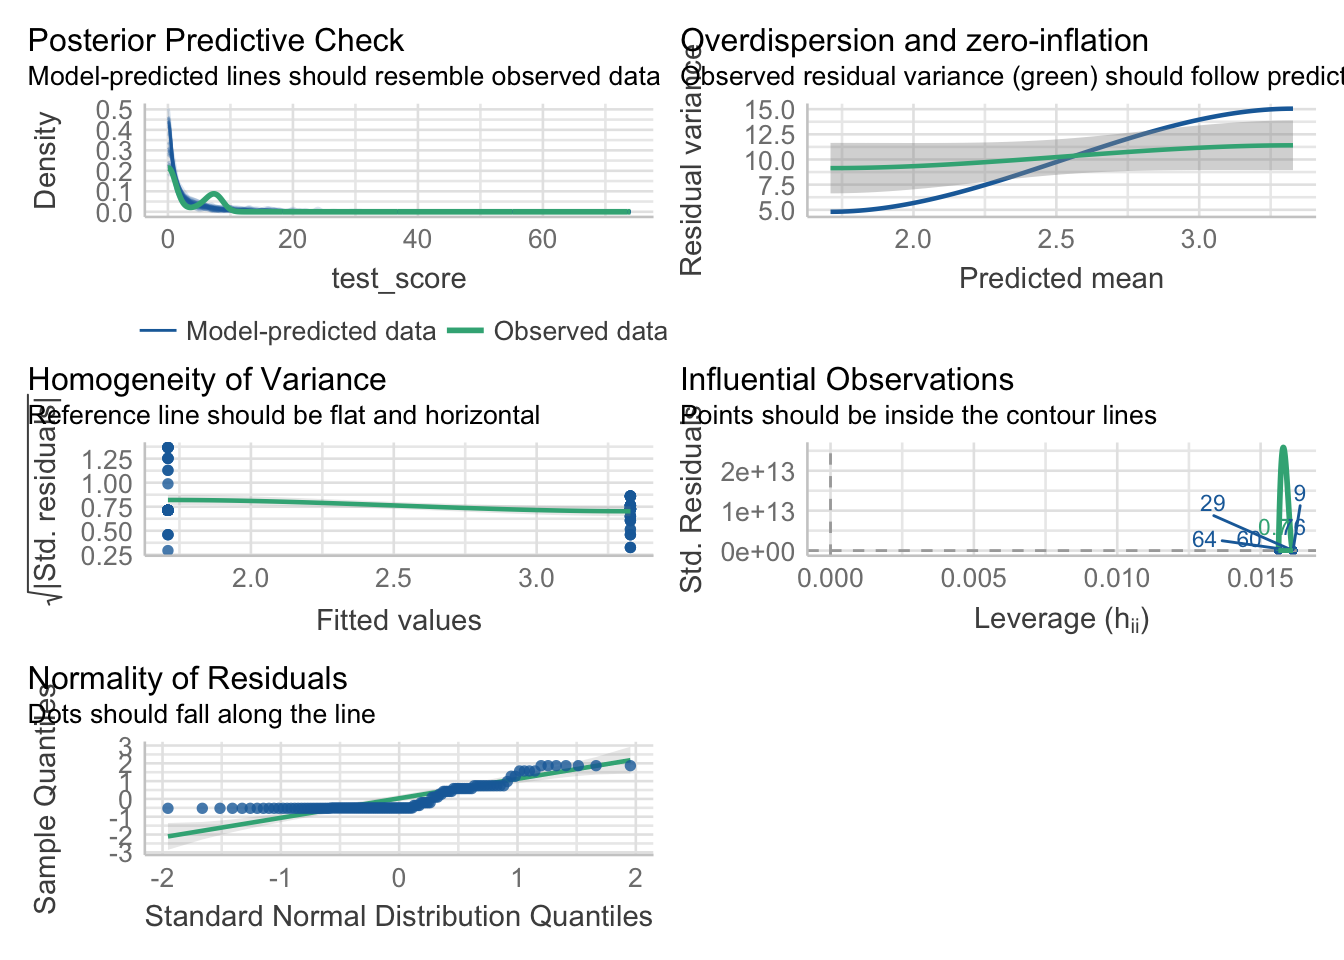 Posterior Predictive Check
Model-predicted lines should resemble observed data
Density
0.5
0.4
0.3
0.2
0.1
0.0
0 20 40 60
test_score
Model-predicted data Observed data
Overdispersion and zero-inflation
Observed residual variance (green) should follow predict
Residual variance
15.0
12.5
10.0
7.5
5.0
2.0 2.5 3.0
Predicted mean
Homogeneity of Variance
Reference line should be flat and horizontal
√|Std. residuals|
1.25
1.00
0.75
0.50
0.25
2.0 2.5 3.0
Fitted values
Influential Observations
Points should be inside the contour lines
Std. Residuals
2e+13
1e+13
0e+00
29
9
64
60
0.76
0.000 0.005 0.010 0.015
Leverage (hii)
Normality of Residuals
Dots should fall along the line
Sample Quantiles
3
2
1
0
-1
-2
-3
-2 -1 0 1 2
Standard Normal Distribution Quantiles